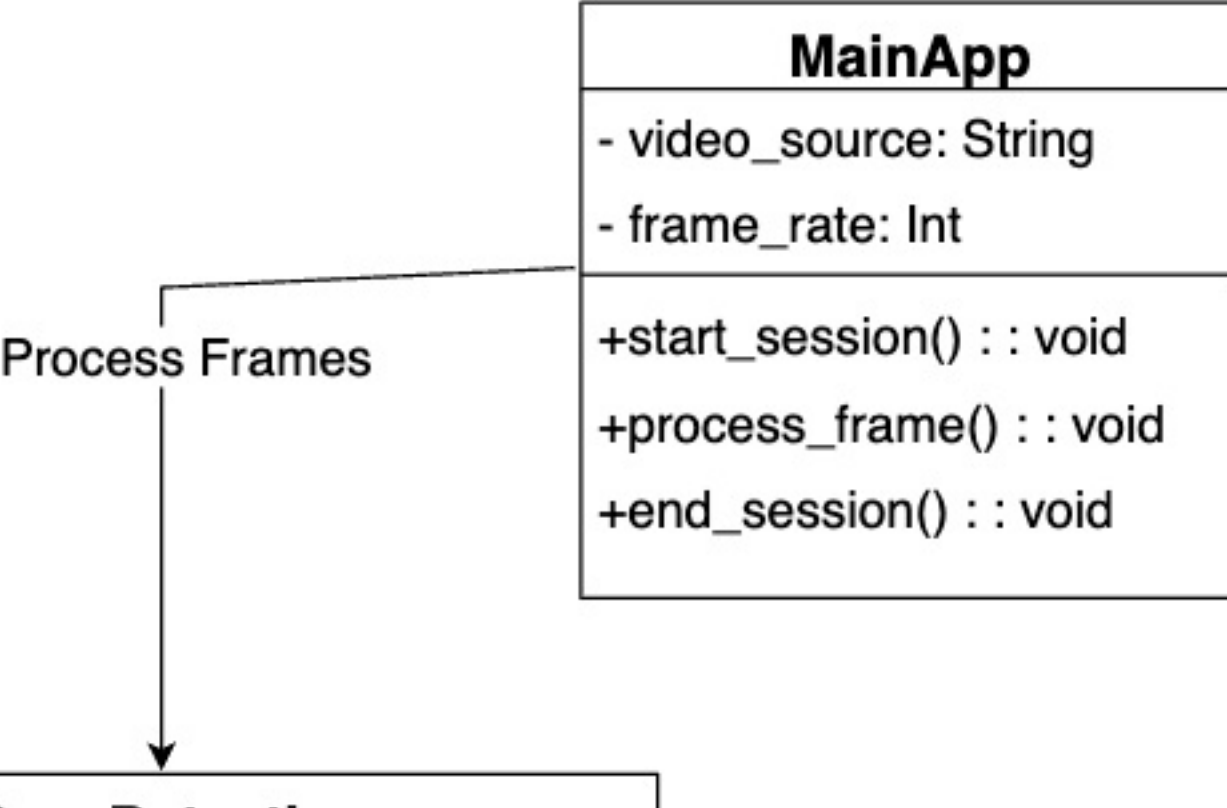 MainApp
- video_source: String
- frame_rate: Int
+start_session() : : void
+process_frame() : : void
+end_session() : : void
Process Frames